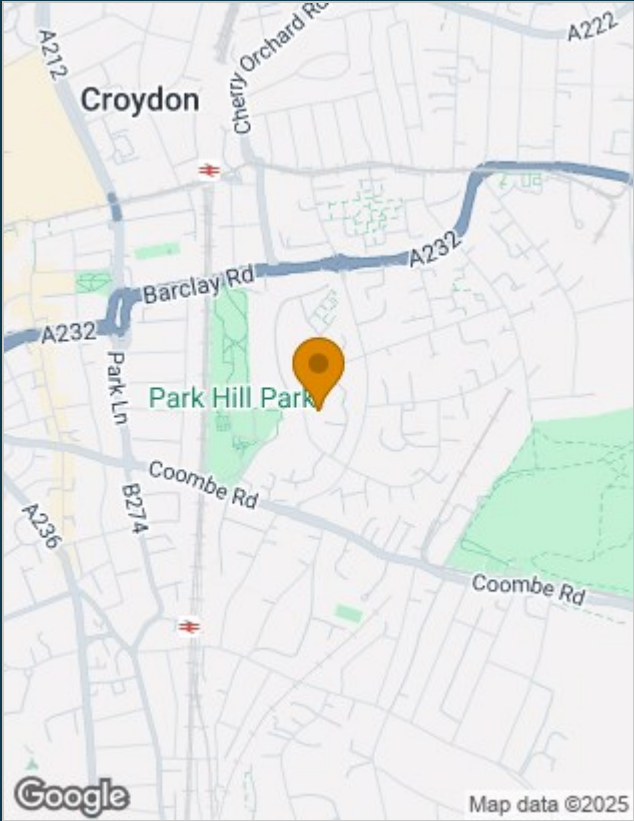 A212
Cherry Orchard Rd
A222
Croydon
A232
Barclay Rd
A232
Park Ln
Park Hill Park
Coombe Rd
B274
A236
Coombe Rd
Google
Map data ©2025